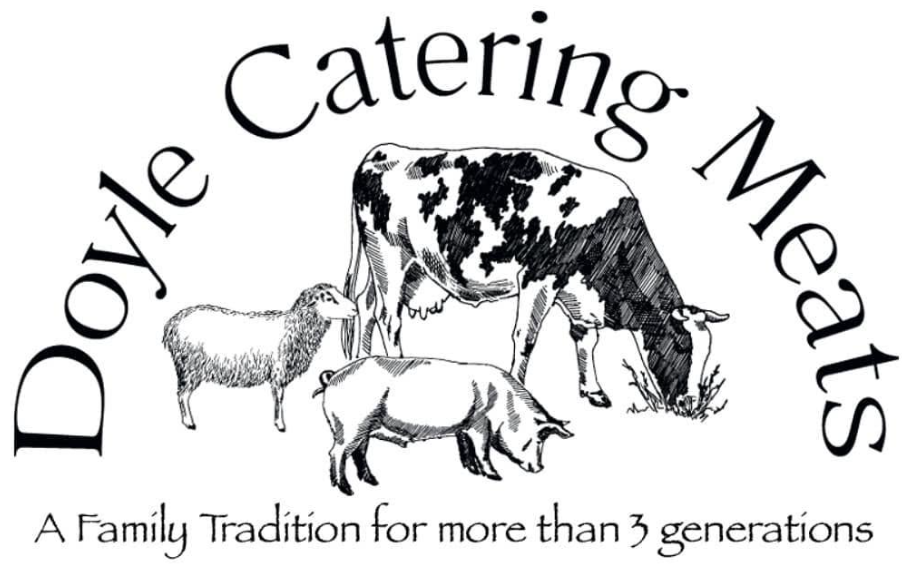 Doyle Catering Meats
A Family Tradition for more than 3 generations